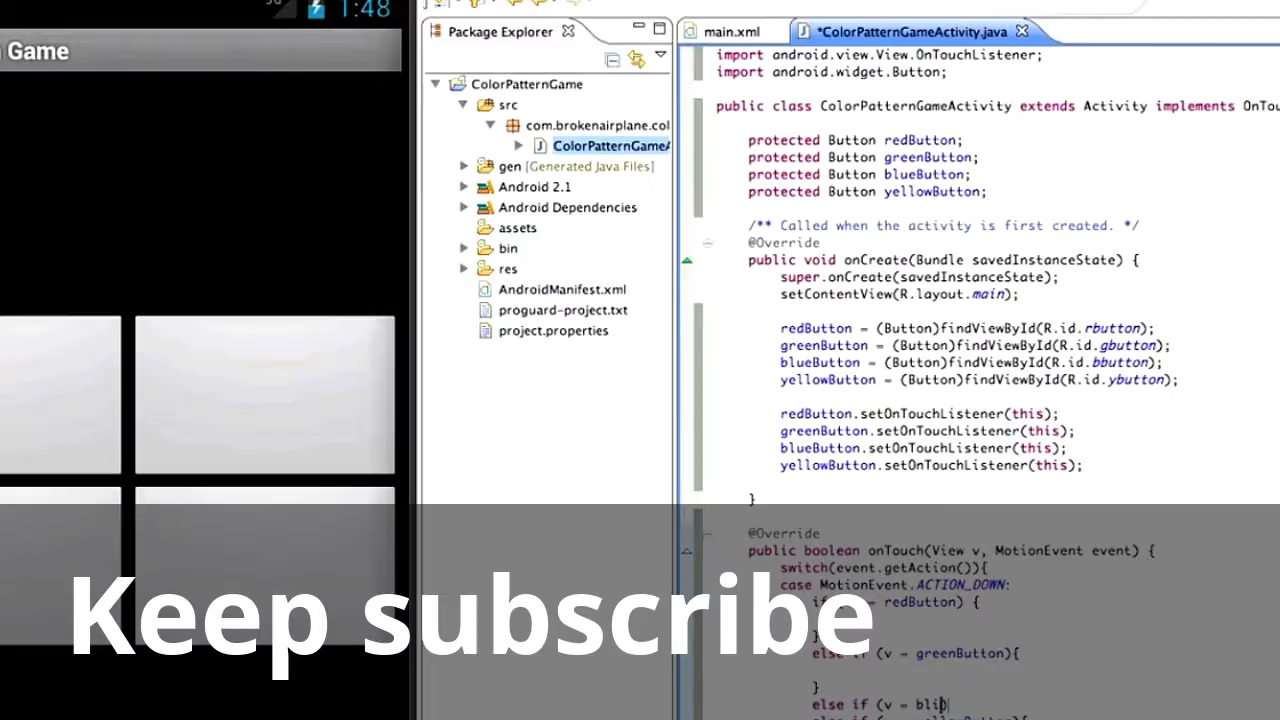 1:48
Game
Package Explorer
main.xml
*ColorPatternGameActivity.java
ColorPatternGame
src
com.brokenairplane.col
ColorPatternGameA
gen [Generated Java Files]
Android 2.1
Android Dependencies
assets
bin
res
AndroidManifest.xml
proguard-project.txt
project.properties
import android.view.View.OnTouchListener;
import android.widget.Button;
public class ColorPatternGameActivity extends Activity implements OnTou
protected Button redButton;
protected Button greenButton;
protected Button blueButton;
protected Button yellowButton;
/** Called when the activity is first created. */
@Override
public void onCreate(Bundle savedInstanceState) {
super.onCreate(savedInstanceState);
setContentView(R.layout.main);
redButton = (Button)findViewById(R.id.rbutton);
greenButton = (Button)findViewById(R.id.gbutton);
blueButton = (Button)findViewById(R.id.bbutton);
yellowButton = (Button)findViewById(R.id.ybutton);
redButton.setOnTouchListener(this);
greenButton.setOnTouchListener(this);
blueButton.setOnTouchListener(this);
yellowButton.setOnTouchListener(this);
}
@Override
public boolean onTouch(View v, MotionEvent event) {
switch(event.getAction()){
case MotionEvent.ACTION_DOWN:
redButton) {
else if (v = greenButton){
}
else if (v =
Keep subscribe